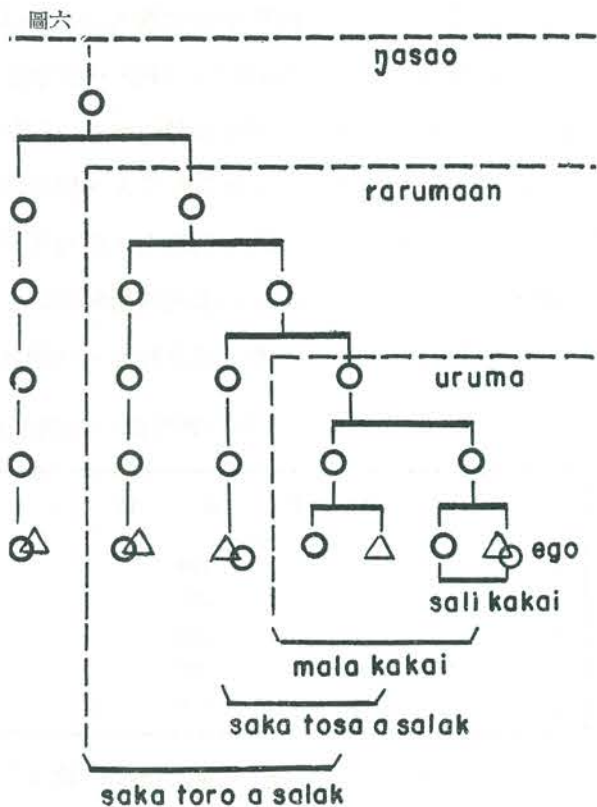 圖六
ŋasao
rarumaan
uruma
ego
sali kakai
mala kakai
saka tosa a salak
saka toro a salak